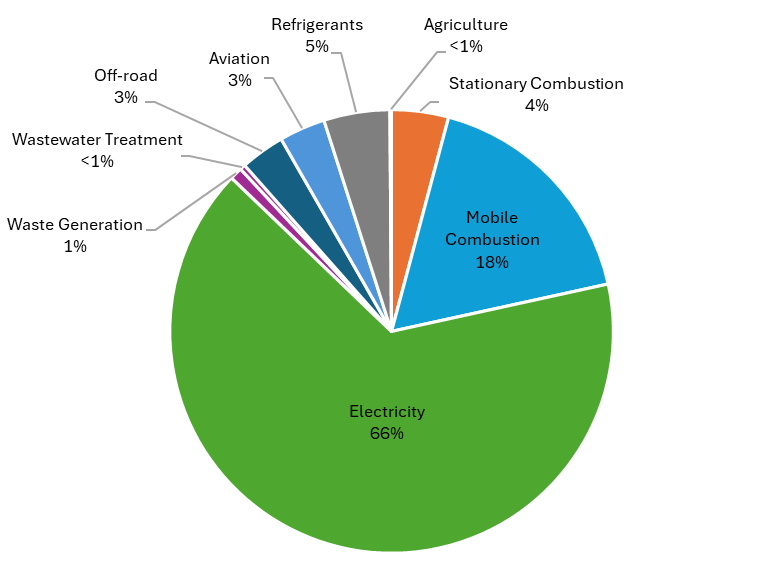 Refrigerants
5%
Agriculture
<1%
Aviation
3%
Off-road
3%
Stationary Combustion
4%
Wastewater Treatment
<1%
Waste Generation
1%
Mobile
Combustion
18%
Electricity
66%